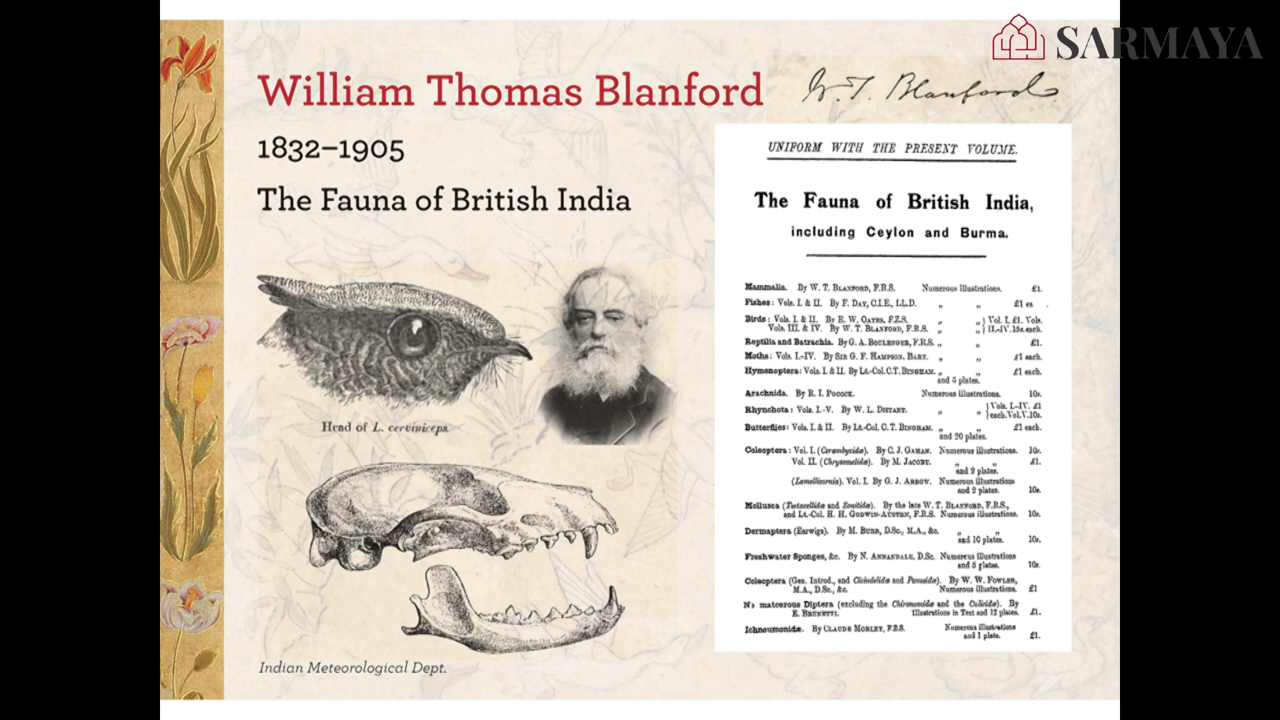 SARMAYA
William Thomas Blanford
W. T. Blanford
1832–1905
The Fauna of British India
Head of L. cerviniceps
Indian Meteorological Dept.
UNIFORM WITH THE PRESENT VOLUME.
The Fauna of British India,
including Ceylon and Burma.
Mammalia. By W. T. BLANFORD, F.R.S. Numerous illustrations. £1.
Fishes: Vols. I. & II. By F. DAY, C.I.E., LL.D. „ „ £1 ea
Birds: Vols. I. & II. By E. W. OATES, F.Z.S. „ „ } Vol. I. £1. Vols.
Vols. III. & IV. By W. T. BLANFORD, F.R.S. „ „ } II.-IV. 15s. each.
Reptilia and Batrachia. By G. A. BOULENGER, F.R.S. „ „ £1.
Moths: Vols. I.–IV. By SIR G. F. HAMPSON, BART. „ „ £1 each.
Hymenoptera: Vols. I. & II. By Lt.-Col. C.T. BINGHAM. „ „ £1 each.
and 5 plates.
Arachnida. By R. I. POCOCK. Numerous illustrations. 10s.
Rhynchota: Vols. I.–V. By W. L. DISTANT. „ „ } Vols. I.–IV. £1
} each. Vol. V. 10s.
Butterflies: Vols. I. & II. By Lt.-Col. C. T. BINGHAM. „ „ £1 each.
and 20 plates.
Coleoptera: Vol. I. (Cerambycidæ). By C. J. GAHAN. Numerous illustrations. 10s.
Vol. II. (Chrysomelidæ). By M. JACOBY. „ „ £1.
and 2 plates.
(Lamellicornia). Vol. I. By G. J. ARROW. Numerous illustrations
and 2 plates. 10s.
Mollusca (Testacellidæ and Zonitidæ). By the late W. T. BLANFORD, F.R.S.,
and Lt.-Col. H. H. GODWIN-AUSTEN, F.R.S. Numerous illustrations. 10s.
Dermaptera (Earwigs). By M. BURR, D.Sc., M.A., &c. „ „
and 10 plates. 10s.
Freshwater Sponges, &c. By N. ANNANDALE, D.Sc. Numerous illustrations
and 5 plates. 10s.
Coleoptera (Gen. Introd., and Cicindelidæ and Paussidæ). By W. W. FOWLER,
M.A., D.Sc., &c. Numerous illustrations. £1
matocerous Diptera (excluding the Chironomidæ and the Culicidæ). By
E. BRUNETTI. Illustrations in Text and 12 plates. £1.
Ichneumonidæ. By CLAUDE MORLEY, F.Z.S. Numerous illustrations
and 1 plate. £1.